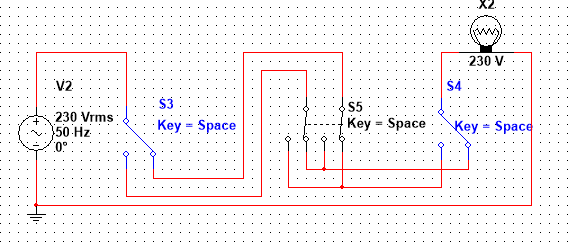 X2
230 V
V2
230 Vrms
50 Hz
0°
S3
Key = Space
S5
Key = Space
S4
Key = Space